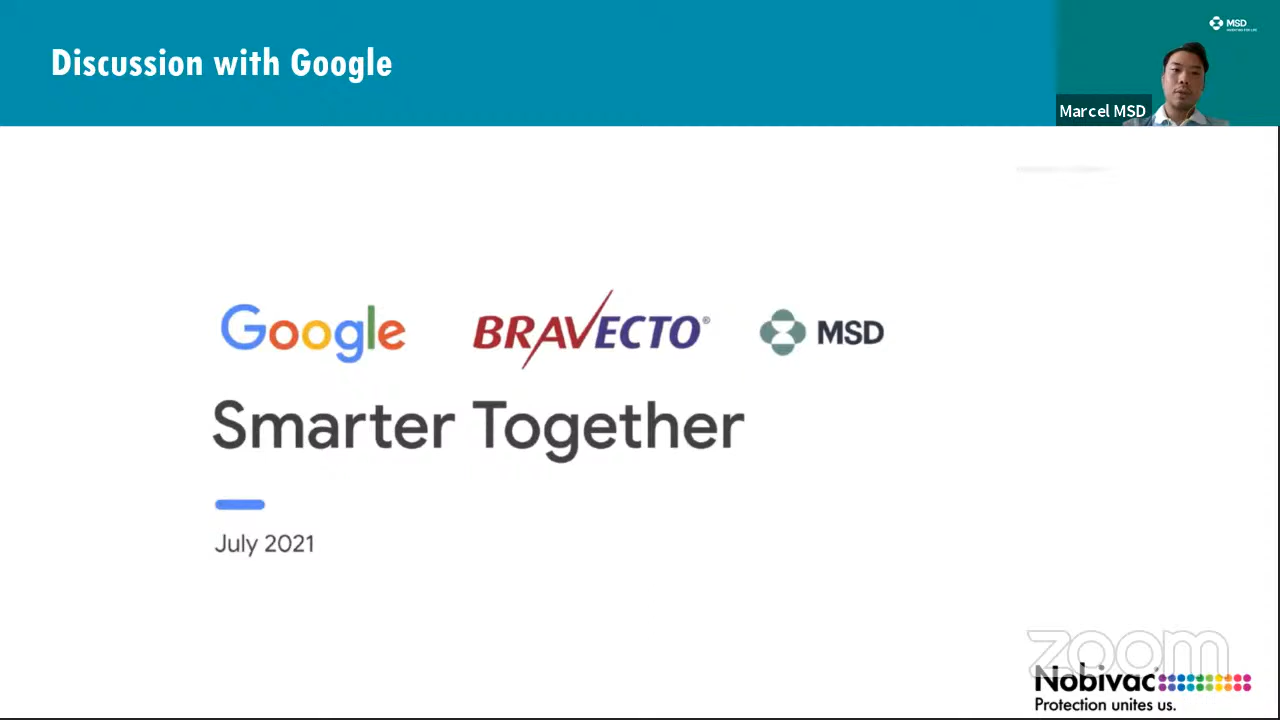 Discussion with Google
MSD
Marcel MSD
Google
BRAVECTO®
MSD
Smarter Together
July 2021
zoom
Nobivac®
Protection unites us.